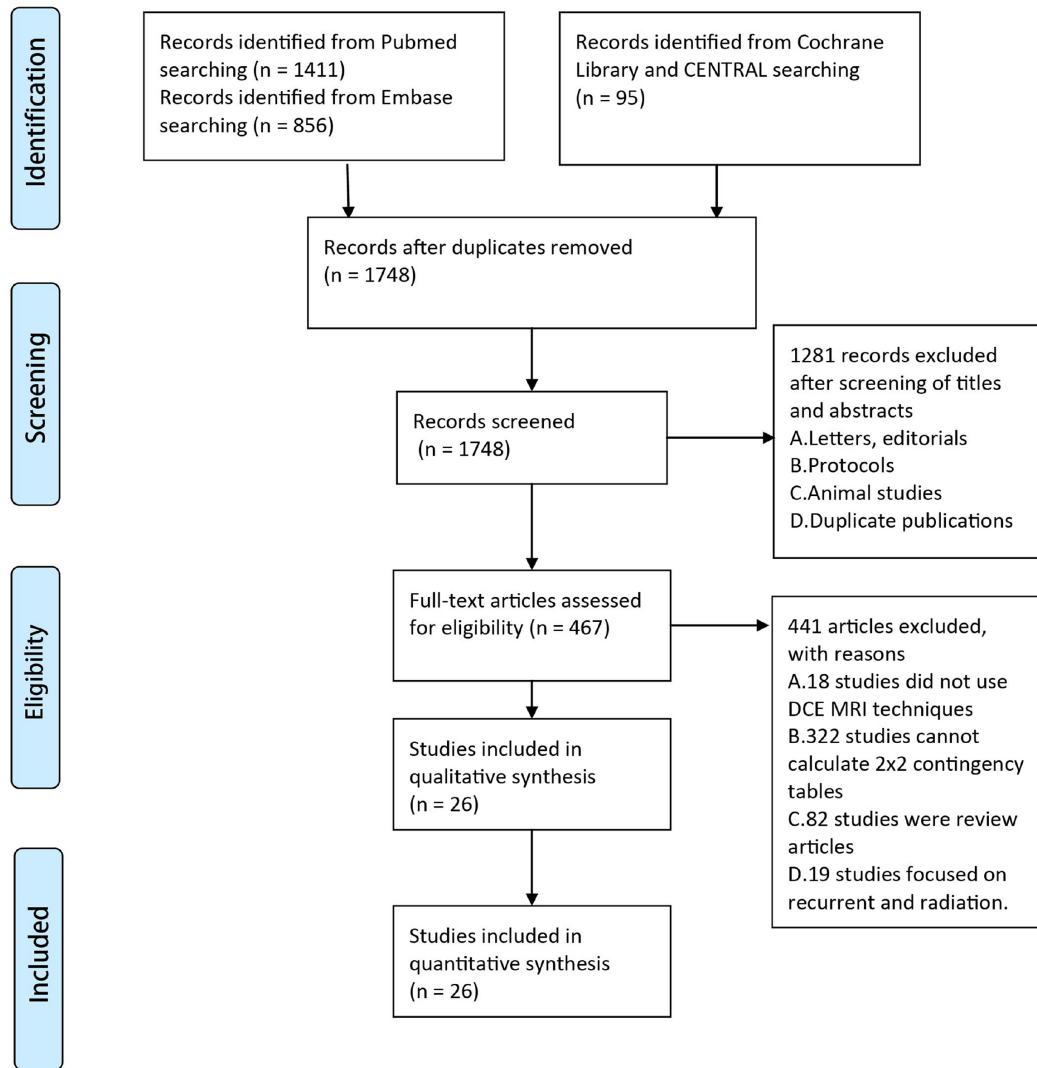 Identification
Records identified from Pubmed
searching (n = 1411)
Records identified from Embase
searching (n = 856)
Records identified from Cochrane
Library and CENTRAL searching
(n = 95)
Records after duplicates removed
(n = 1748)
Screening
Records screened
(n = 1748)
1281 records excluded
after screening of titles
and abstracts
A.Letters, editorials
B.Protocols
C.Animal studies
D.Duplicate publications
Eligibility
Full-text articles assessed
for eligibility (n = 467)
441 articles excluded,
with reasons
A.18 studies did not use
DCE MRI techniques
B.322 studies cannot
calculate 2x2 contingency
tables
C.82 studies were review
articles
D.19 studies focused on
recurrent and radiation.
Studies included in
qualitative synthesis
(n = 26)
Included
Studies included in
quantitative synthesis
(n = 26)